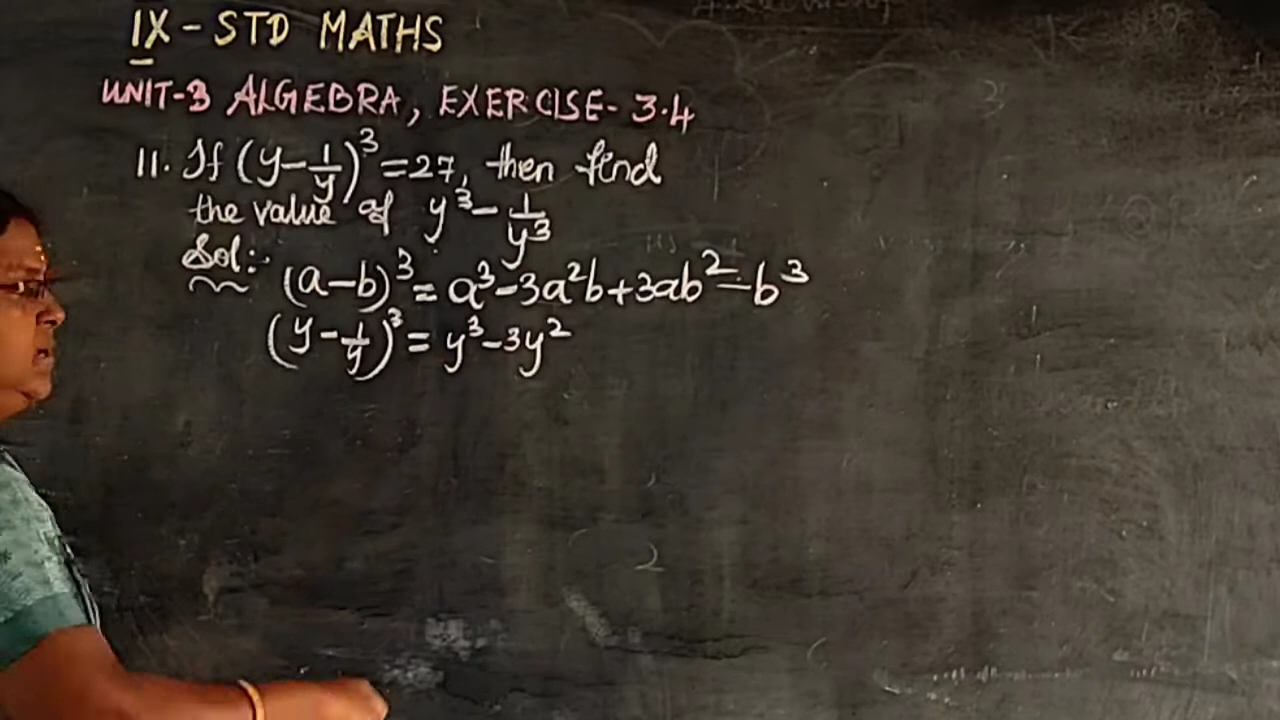 IX - STD MATHS
UNIT-3 ALGEBRA, EXERCISE- 3.4
11. If (y - 1/y)³ = 27, then find
the value of y³ - 1/y³
Sol:-
(a-b)³ = a³ - 3a²b + 3ab² - b³
(y - 1/y)³ = y³ - 3y²